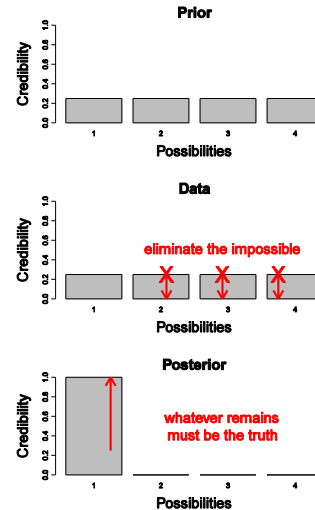 Prior
Credibility
0.0 0.2 0.4 0.6 0.8 1.0
1 2 3 4
Possibilities
Data
Credibility
0.0 0.2 0.4 0.6 0.8 1.0
eliminate the impossible
X X X
1 2 3 4
Possibilities
Posterior
Credibility
0.0 0.2 0.4 0.6 0.8 1.0
whatever remains
must be the truth
1 2 3 4
Possibilities